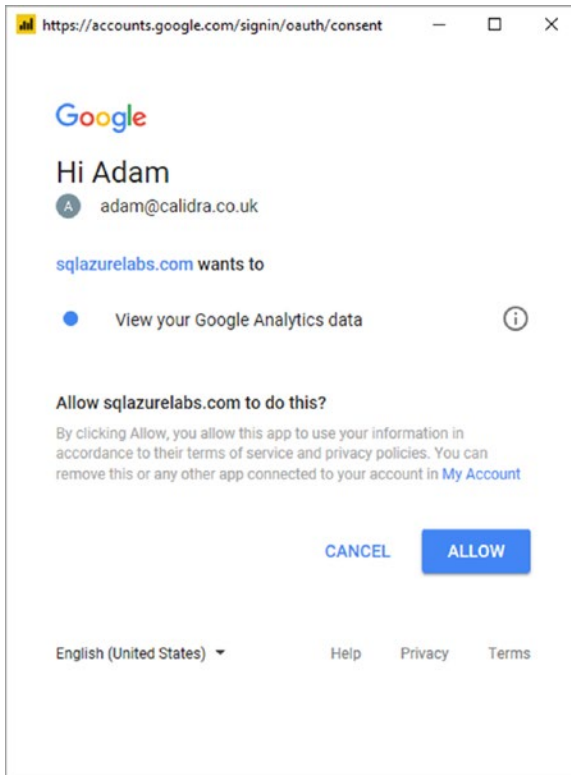 https://accounts.google.com/signin/oauth/consent
Google
Hi Adam
A adam@calidra.co.uk
sqlazurelabs.com wants to
View your Google Analytics data
Allow sqlazurelabs.com to do this?
By clicking Allow, you allow this app to use your information in
accordance to their terms of service and privacy policies. You can
remove this or any other app connected to your account in My Account
CANCEL ALLOW
English (United States) Help Privacy Terms